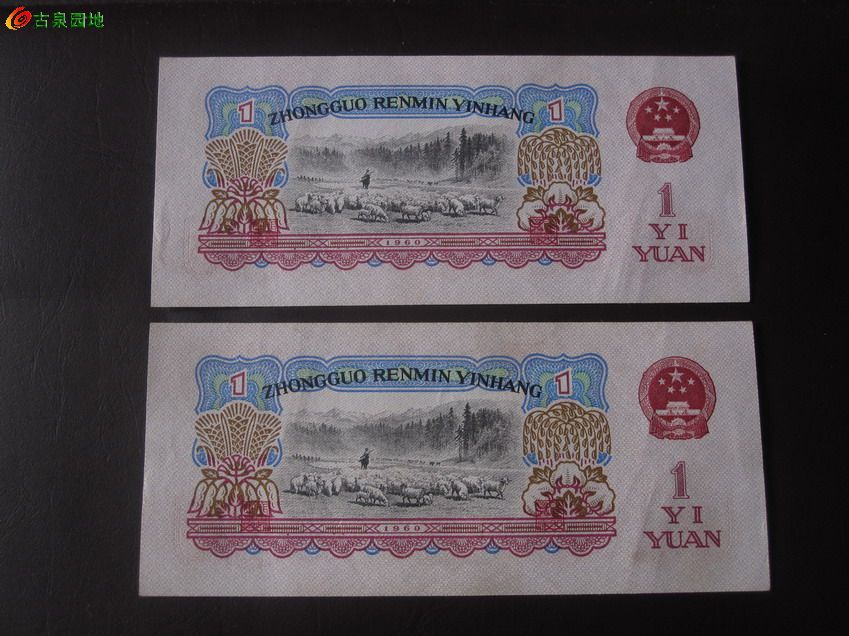 古泉园地
1 ZHONGGUO RENMIN YINHANG 1
1960
1
YI
YUAN
1 ZHONGGUO RENMIN YINHANG 1
1960
1
YI
YUAN